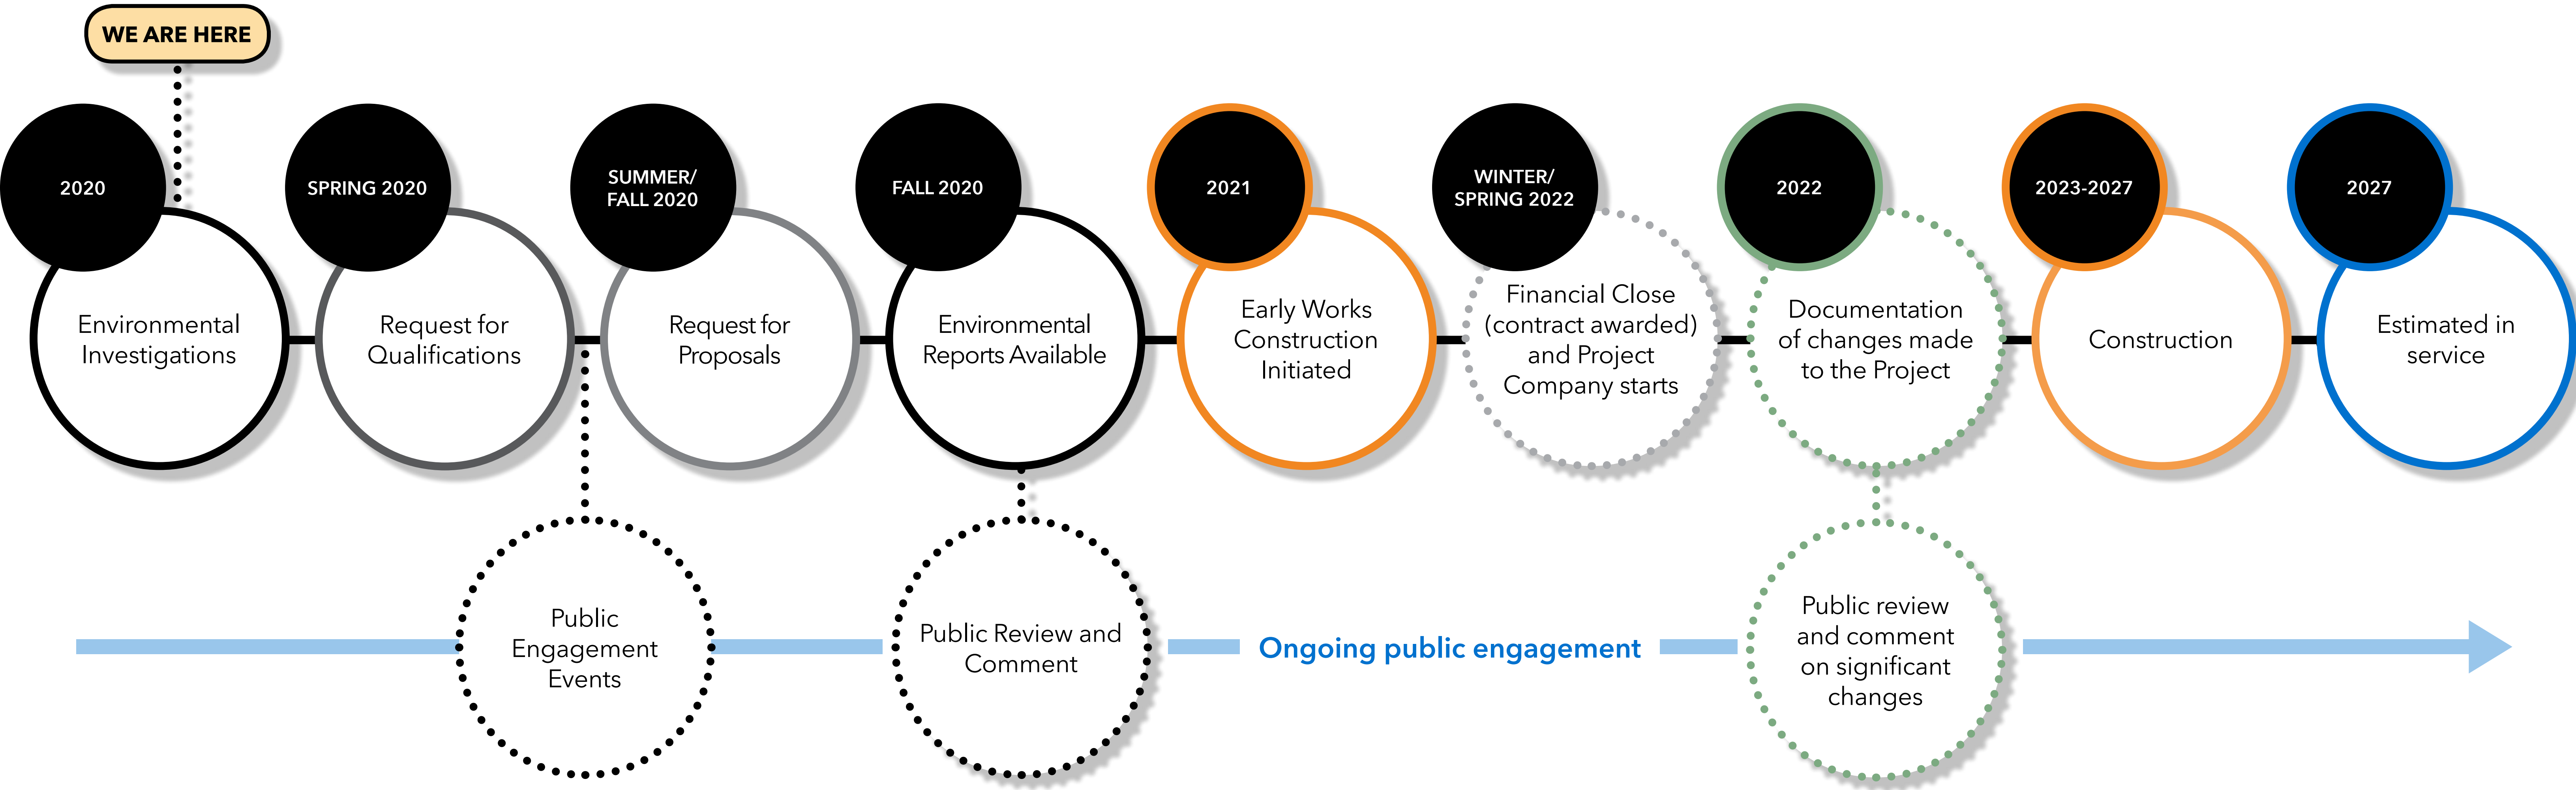 WE ARE HERE
2020
Environmental
Investigations
SPRING 2020
Request for
Qualifications
SUMMER/
FALL 2020
Request for
Proposals
FALL 2020
Environmental
Reports Available
2021
Early Works
Construction
Initiated
WINTER/
SPRING 2022
Financial Close
(contract awarded)
and Project
Company starts
2022
Documentation
of changes made
to the Project
2023-2027
Construction
2027
Estimated in
service
Public
Engagement
Events
Public Review and
Comment
Ongoing public engagement
Public review
and comment
on significant
changes